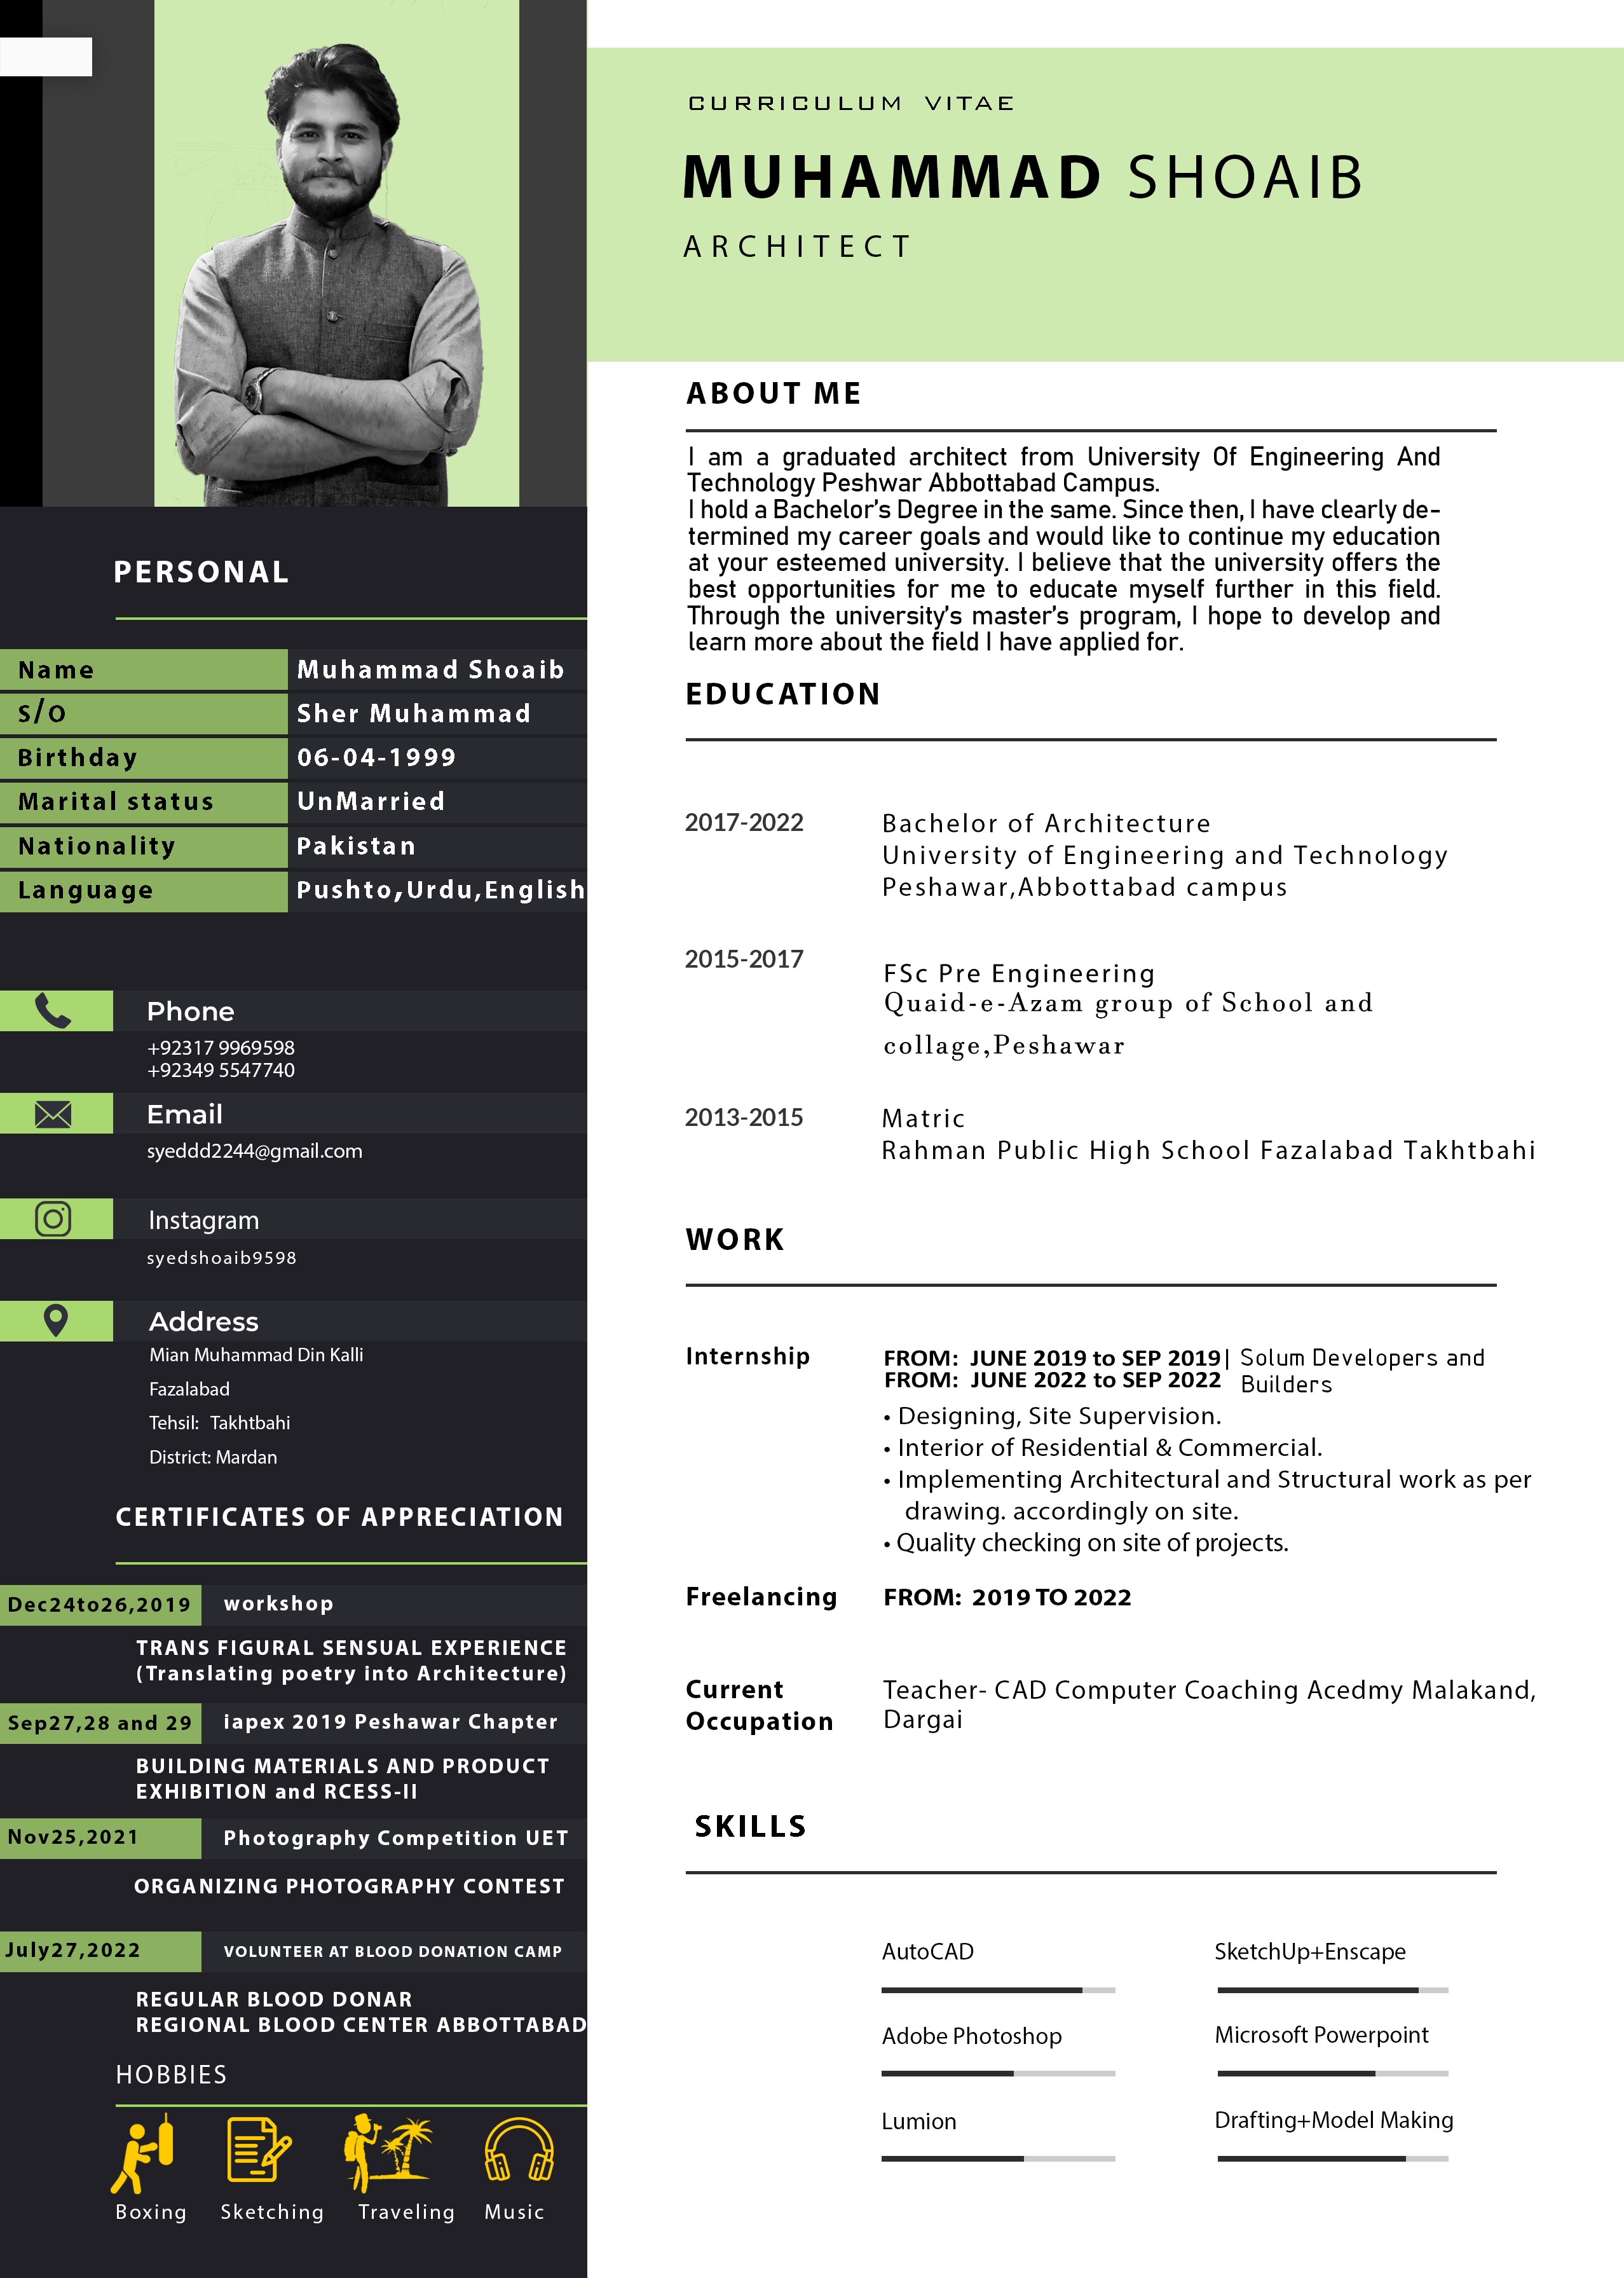 CURRICULUM VITAE
MUHAMMAD SHOAIB
ARCHITECT
PERSONAL
Name Muhammad Shoaib
S/O Sher Muhammad
Birthday 06-04-1999
Marital status UnMarried
Nationality Pakistan
Language Pushto,Urdu,English
Phone
+92317 9969598
+92349 5547740
Email
syeddd2244@gmail.com
Instagram
syedshoaib9598
Address
Mian Muhammad Din Kalli
Fazalabad
Tehsil: Takhtbahi
District: Mardan
CERTIFICATES OF APPRECIATION
Dec24to26,2019 workshop
TRANS FIGURAL SENSUAL EXPERIENCE
(Translating poetry into Architecture)
Sep27,28 and 29 iapex 2019 Peshawar Chapter
BUILDING MATERIALS AND PRODUCT
EXHIBITION and RCESS-II
Nov25,2021 Photography Competition UET
ORGANIZING PHOTOGRAPHY CONTEST
July27,2022 VOLUNTEER AT BLOOD DONATION CAMP
REGULAR BLOOD DONAR
REGIONAL BLOOD CENTER ABBOTTABAD
HOBBIES
Boxing Sketching Traveling Music
ABOUT ME
I am a graduated architect from University Of Engineering And
Technology Peshwar Abbottabad Campus.
I hold a Bachelor’s Degree in the same. Since then, I have clearly de-
termined my career goals and would like to continue my education
at your esteemed university. I believe that the university offers the
best opportunities for me to educate myself further in this field.
Through the university’s master’s program, I hope to develop and
learn more about the field I have applied for.
EDUCATION
2017-2022 Bachelor of Architecture
University of Engineering and Technology
Peshawar,Abbottabad campus
2015-2017
FSc Pre Engineering
Quaid-e-Azam group of School and
collage,Peshawar
2013-2015 Matric
Rahman Public High School Fazalabad Takhtbahi
WORK
Internship FROM: JUNE 2019 to SEP 2019| Solum Developers and
FROM: JUNE 2022 to SEP 2022 Builders
• Designing, Site Supervision.
• Interior of Residential & Commercial.
• Implementing Architectural and Structural work as per
drawing. accordingly on site.
• Quality checking on site of projects.
Freelancing FROM: 2019 TO 2022
Current Teacher- CAD Computer Coaching Acedmy Malakand,
Occupation Dargai
SKILLS
AutoCAD SketchUp+Enscape
Adobe Photoshop Microsoft Powerpoint
Lumion Drafting+Model Making